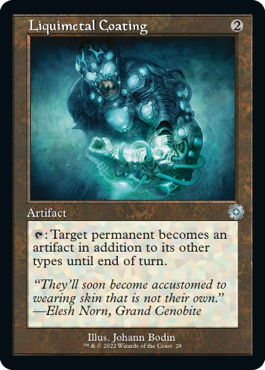 Liquimetal Coating 2
Artifact
: Target permanent becomes an
artifact in addition to its other
types until end of turn.
“They’ll soon become accustomed to
wearing skin that is not their own.”
—Elesh Norn, Grand Cenobite
Illus. Johann Bodin
™ & © 2022 Wizards of the Coast 28